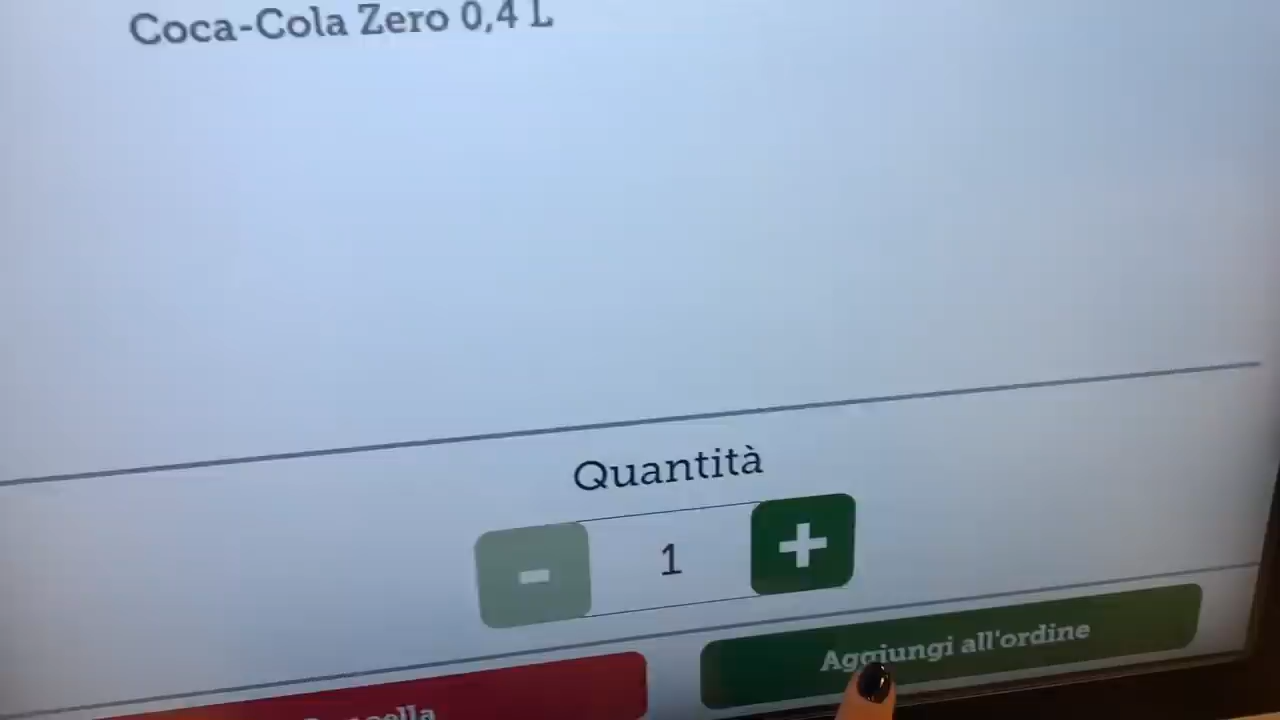 Coca-Cola Zero 0,4 L
Quantità
- 1 +
Aggiungi all'ordine